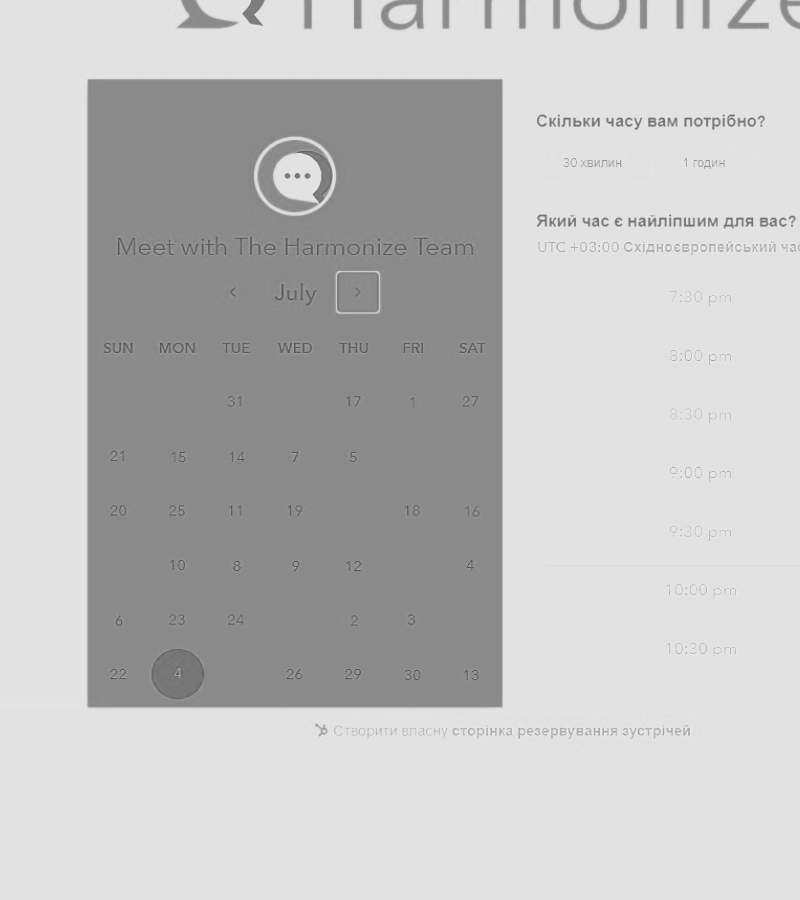 Harmonize
Meet with The Harmonize Team
July
SUN MON TUE WED THU FRI SAT
31 17 1 27
21 15 14 7 5
20 25 11 19 18 16
10 8 9 12 4
6 23 24 2 3
22 4 26 29 30 13
Скільки часу вам потрібно?
30 хвилин 1 годин
Який час є найліпшим для вас?
UTC +03:00 Східноєвропейський
7:30 pm
8:00 pm
8:30 pm
9:00 pm
9:30 pm
10:00 pm
10:30 pm
Створити власну сторінка резервування зустрічей